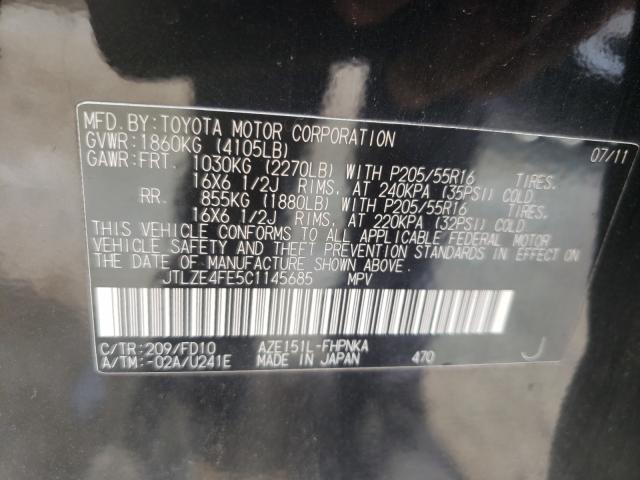 MFD.BY:TOYOTA MOTOR CORPORATION
GVWR:1860KG (4105LB) 07/11
GAWR:FRT. 1030KG (2270LB) WITH P205/55R16 TIRES.
16X6 1/2J RIMS, AT 240KPA (35PSI) COLD
RR. 855KG (1880LB) WITH P205/55R16 TIRES.
16X6 1/2J RIMS, AT 220KPA (32PSI) COLD
THIS VEHICLE CONFORMS TO ALL APPLICABLE FEDERAL MOTOR
VEHICLE SAFETY AND THEFT PREVENTION STANDARDS IN EFFECT ON
THE DATE OF MANUFACTURE SHOWN ABOVE.
JTLZE4FE5C1145685 MPV
C/TR:209/FD10 AZE151L-FHPNKA J
A/TM:-02A/U241E MADE IN JAPAN 470